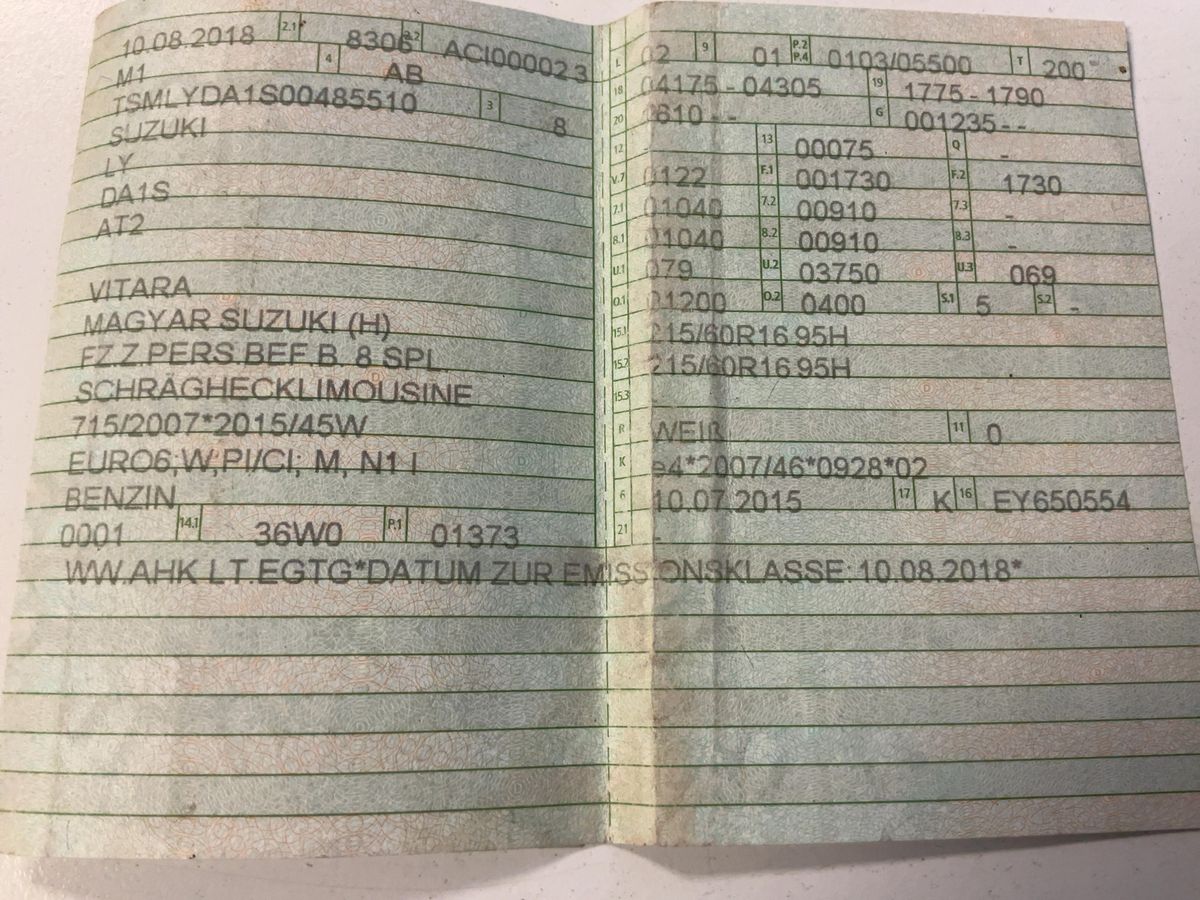 10.08.2018 2.1 8306 2.2 ACI00002 3
M1 4 AB
TSMLYDA1S00485510 3 8
SUZUKI
LY
DA1S
AT2
VITARA
MAGYAR SUZUKI (H)
FZ.Z.PERS.BEF.B. 8 SPL.
SCHRÄGHECKLIMOUSINE
715/2007*2015/45W
EURO6;W,PI/CI; M, N1 I
BENZIN
0001 14.1 36W0 P.1 01373
L 02 9 01 P.2 P.4 0103/05500 T 200
18 04175 - 04305 19 1775 - 1790
20 1610 - - G 001235 - -
12 - 13 00075 Q -
V.7 0122 F.1 001730 F.2 1730
7.1 01040 7.2 00910 7.3 -
8.1 01040 8.2 00910 8.3 -
U.1 079 U.2 03750 U.3 069
O.1 01200 O.2 0400 S.1 5 S.2 -
15.1 215/60R16 95H
15.2 215/60R16 95H
15.3
R WEIß 11 0
K e4*2007/46*0928*02
6 10.07.2015 17 K 16 EY650554
21 -
WW.AHK LT.EGTG*DATUM ZUR EMISSIONSKLASSE: 10.08.2018*